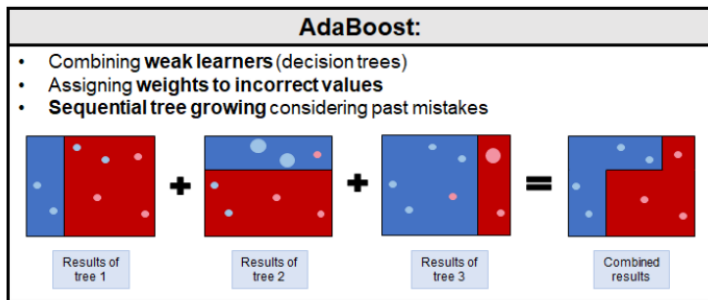 AdaBoost:
• Combining weak learners (decision trees)
• Assigning weights to incorrect values
• Sequential tree growing considering past mistakes
+ + =
Results of tree 1
Results of tree 2
Results of tree 3
Combined results